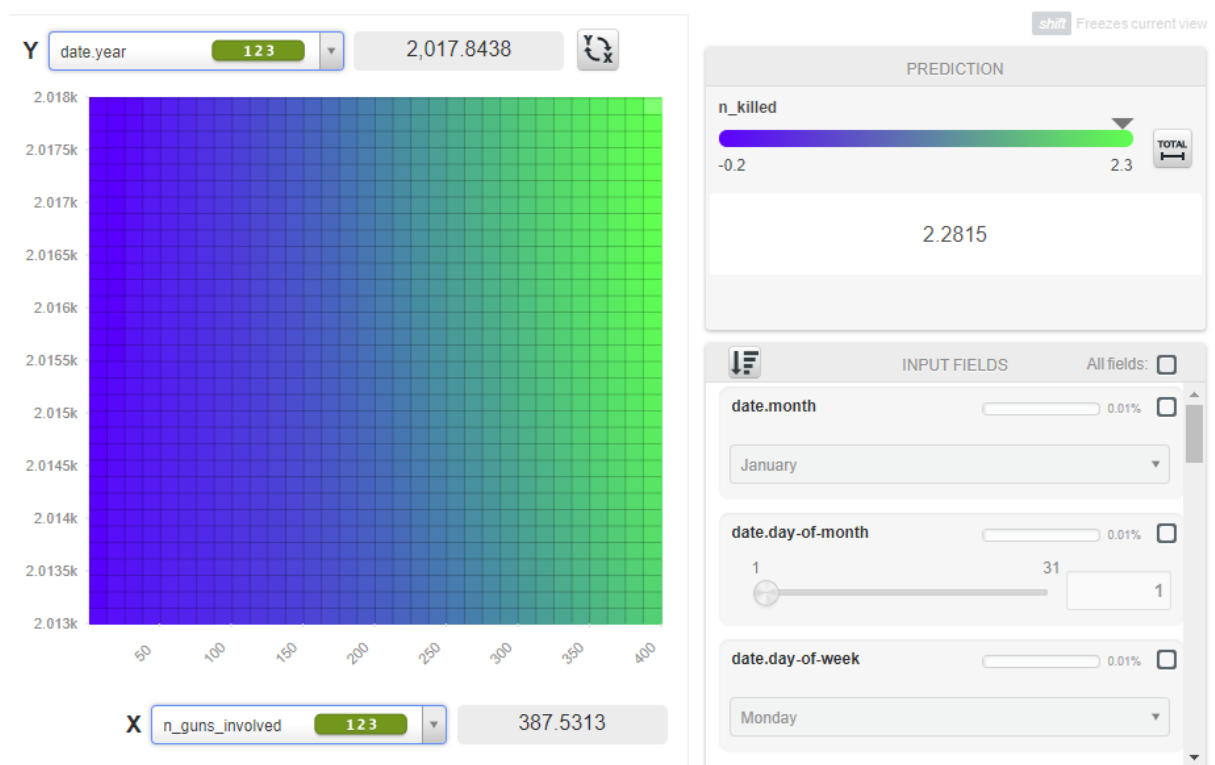 shift Freezes current view
Y date.year 123 2,017.8438 Y X
2.018k
2.0175k
2.017k
2.0165k
2.016k
2.0155k
2.015k
2.0145k
2.014k
2.0135k
2.013k
50 100 150 200 250 300 350 400
X n_guns_involved 123 387.5313
PREDICTION
n_killed
TOTAL
-0.2 2.3
2.2815
INPUT FIELDS All fields:
date.month 0.01%
January
date.day-of-month 0.01%
1 31
1
date.day-of-week 0.01%
Monday